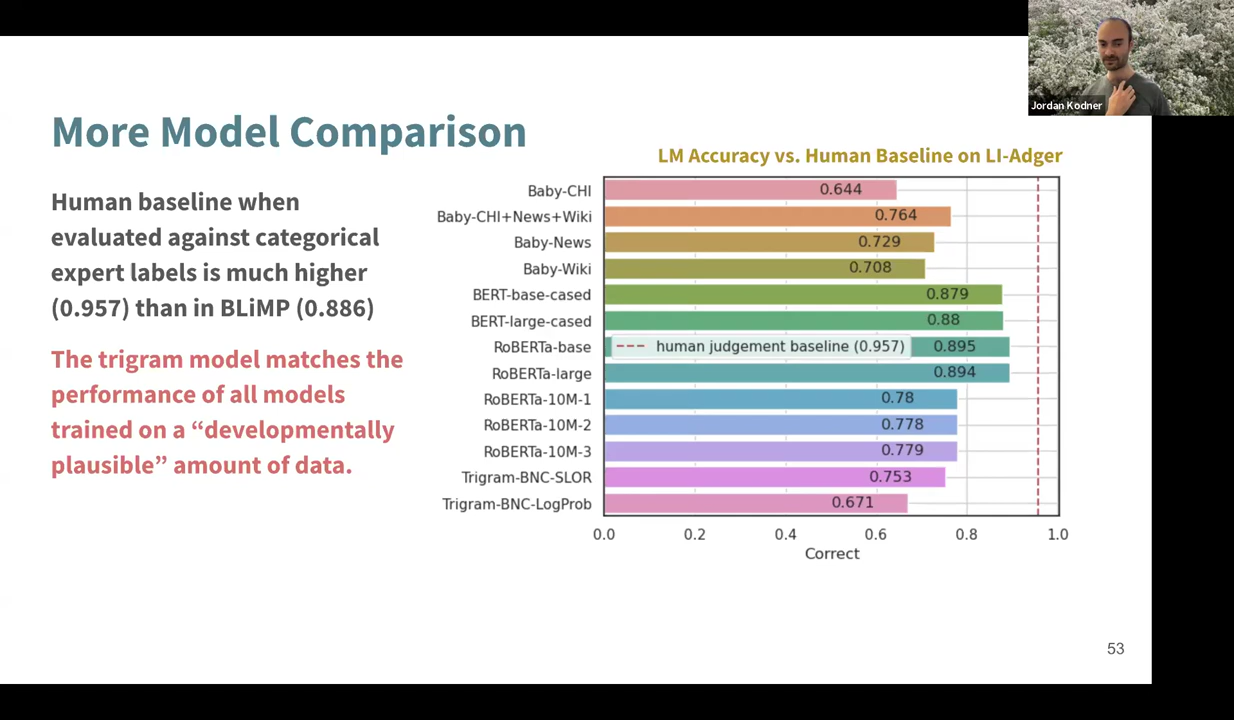 Jordan Kodner
More Model Comparison
Human baseline when
evaluated against categorical
expert labels is much higher
(0.957) than in BLiMP (0.886)
The trigram model matches the
performance of all models
trained on a “developmentally
plausible” amount of data.
LM Accuracy vs. Human Baseline on LI-Adger
Baby-CHI 0.644
Baby-CHI+News+Wiki 0.764
Baby-News 0.729
Baby-Wiki 0.708
BERT-base-cased 0.879
BERT-large-cased 0.88
RoBERTa-base human judgement baseline (0.957) 0.895
RoBERTa-large 0.894
RoBERTa-10M-1 0.78
RoBERTa-10M-2 0.778
RoBERTa-10M-3 0.779
Trigram-BNC-SLOR 0.753
Trigram-BNC-LogProb 0.671
0.0 0.2 0.4 0.6 0.8 1.0
Correct
53